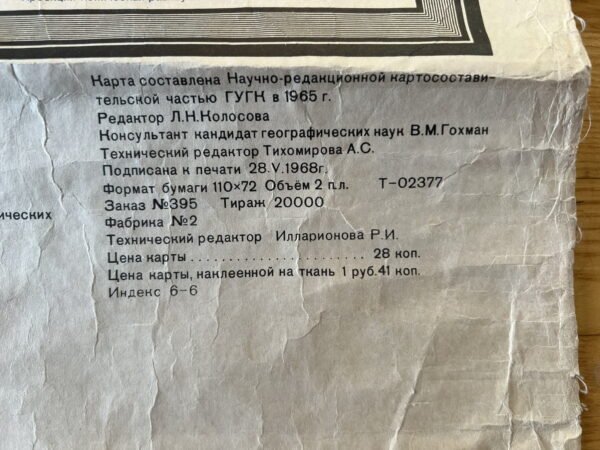 Карта составлена Научно-редакционной картосостави-
тельской частью ГУГК в 1965 г.
Редактор Л.Н.Колосова
Консультант кандидат географических наук В.М.Гохман
Технический редактор Тихомирова А.С.
Подписана к печати 28.V.1968г.
Формат бумаги 110×72 Объём 2 п.л. Т-02377
Заказ №395 Тираж 20000
Фабрика №2
Технический редактор Илларионова Р.И.
Цена карты ........................ 28 коп.
Цена карты, наклеенной на ткань 1 руб.41 коп.
Индекс 6-6
ических